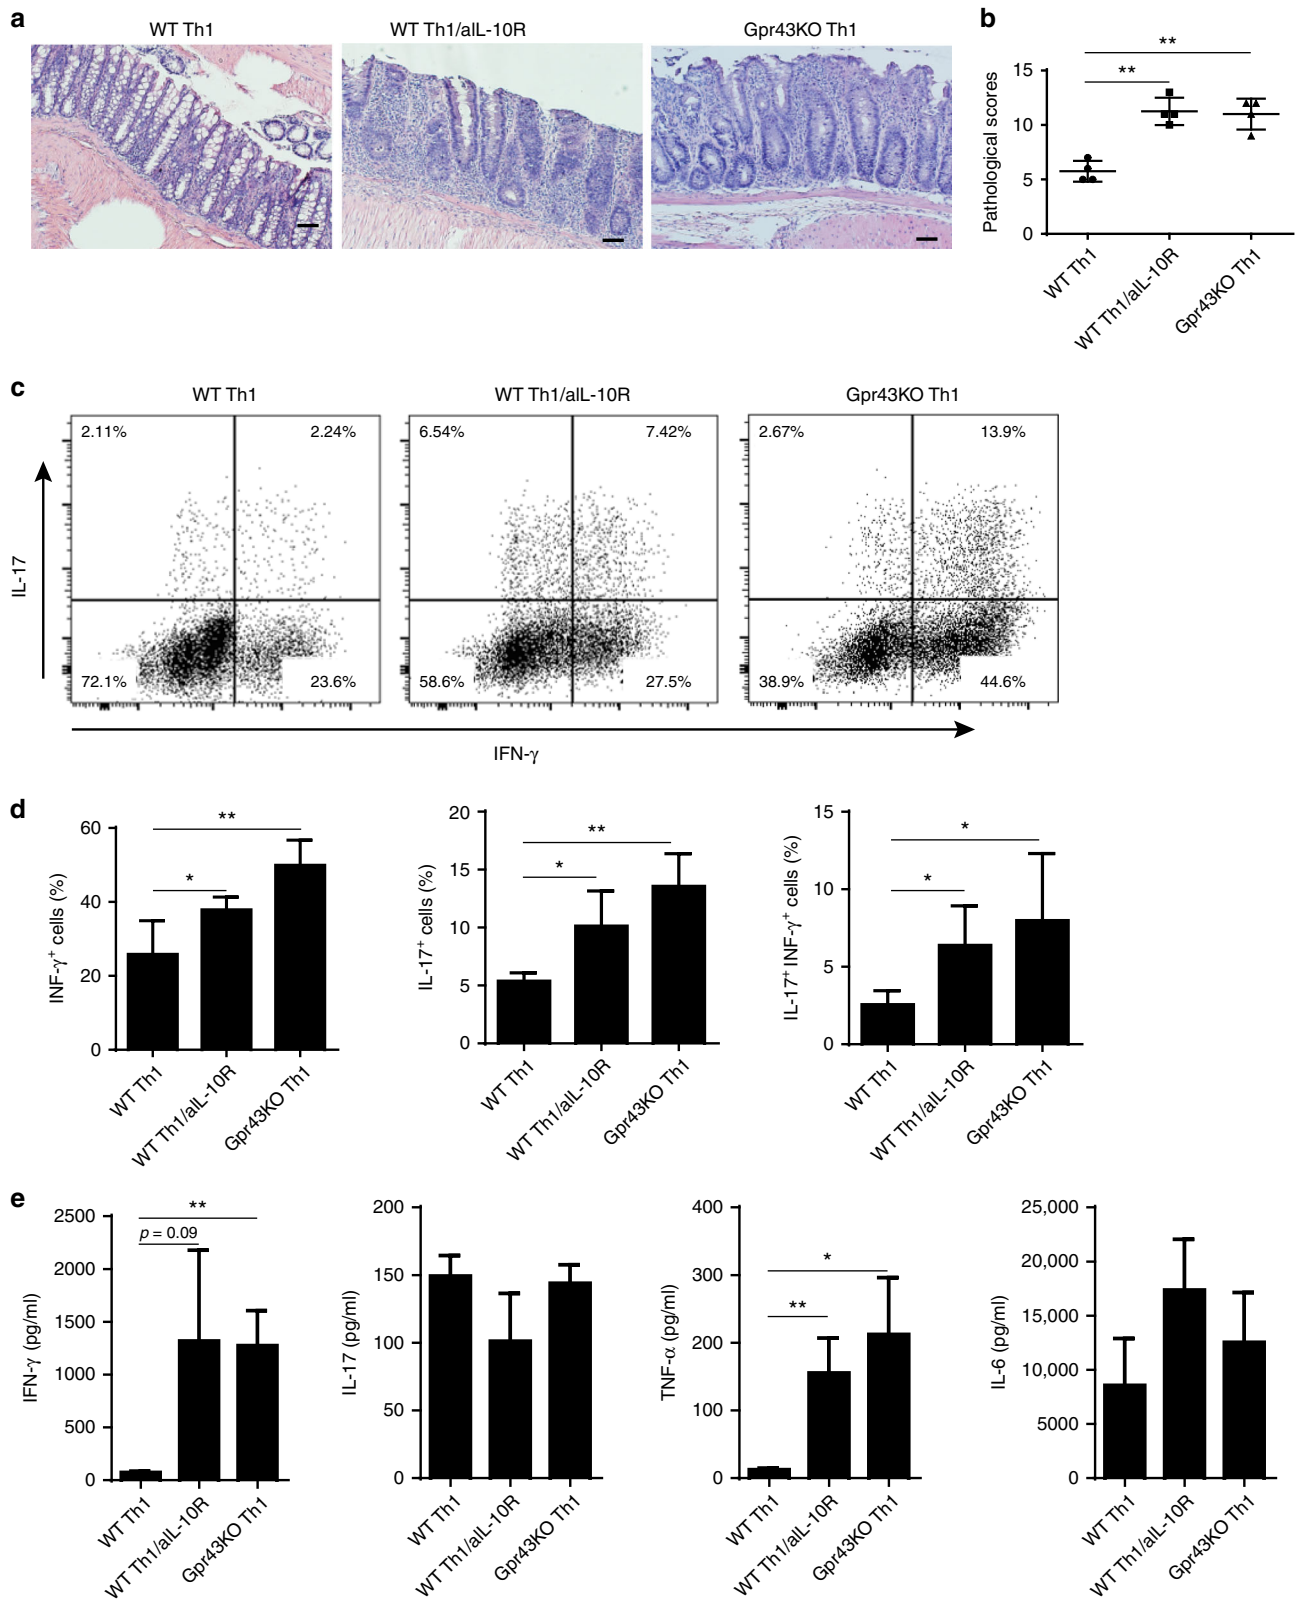 a
WT Th1
WT Th1/aIL-10R
Gpr43KO Th1
b
**
**
15
10
5
0
Pathological scores
WT Th1
WT Th1/aIL-10R
Gpr43KO Th1
c
WT Th1
WT Th1/aIL-10R
Gpr43KO Th1
2.11%
2.24%
6.54%
7.42%
2.67%
13.9%
72.1%
23.6%
58.6%
27.5%
38.9%
44.6%
IL-17
IFN-γ
d
60
40
20
0
INF-γ+ cells (%)
**
*
WT Th1
WT Th1/aIL-10R
Gpr43KO Th1
20
15
10
5
0
IL-17+ cells (%)
**
*
WT Th1
WT Th1/aIL-10R
Gpr43KO Th1
15
10
5
0
IL-17+ INF-γ+ cells (%)
*
*
WT Th1
WT Th1/aIL-10R
Gpr43KO Th1
e
2500
2000
1500
1000
500
0
IFN-γ (pg/ml)
**
p = 0.09
WT Th1
WT Th1/aIL-10R
Gpr43KO Th1
200
150
100
50
0
IL-17 (pg/ml)
WT Th1
WT Th1/aIL-10R
Gpr43KO Th1
400
300
200
100
0
TNF-α (pg/ml)
*
**
WT Th1
WT Th1/aIL-10R
Gpr43KO Th1
25,000
20,000
15,000
10,000
5000
0
IL-6 (pg/ml)
WT Th1
WT Th1/aIL-10R
Gpr43KO Th1